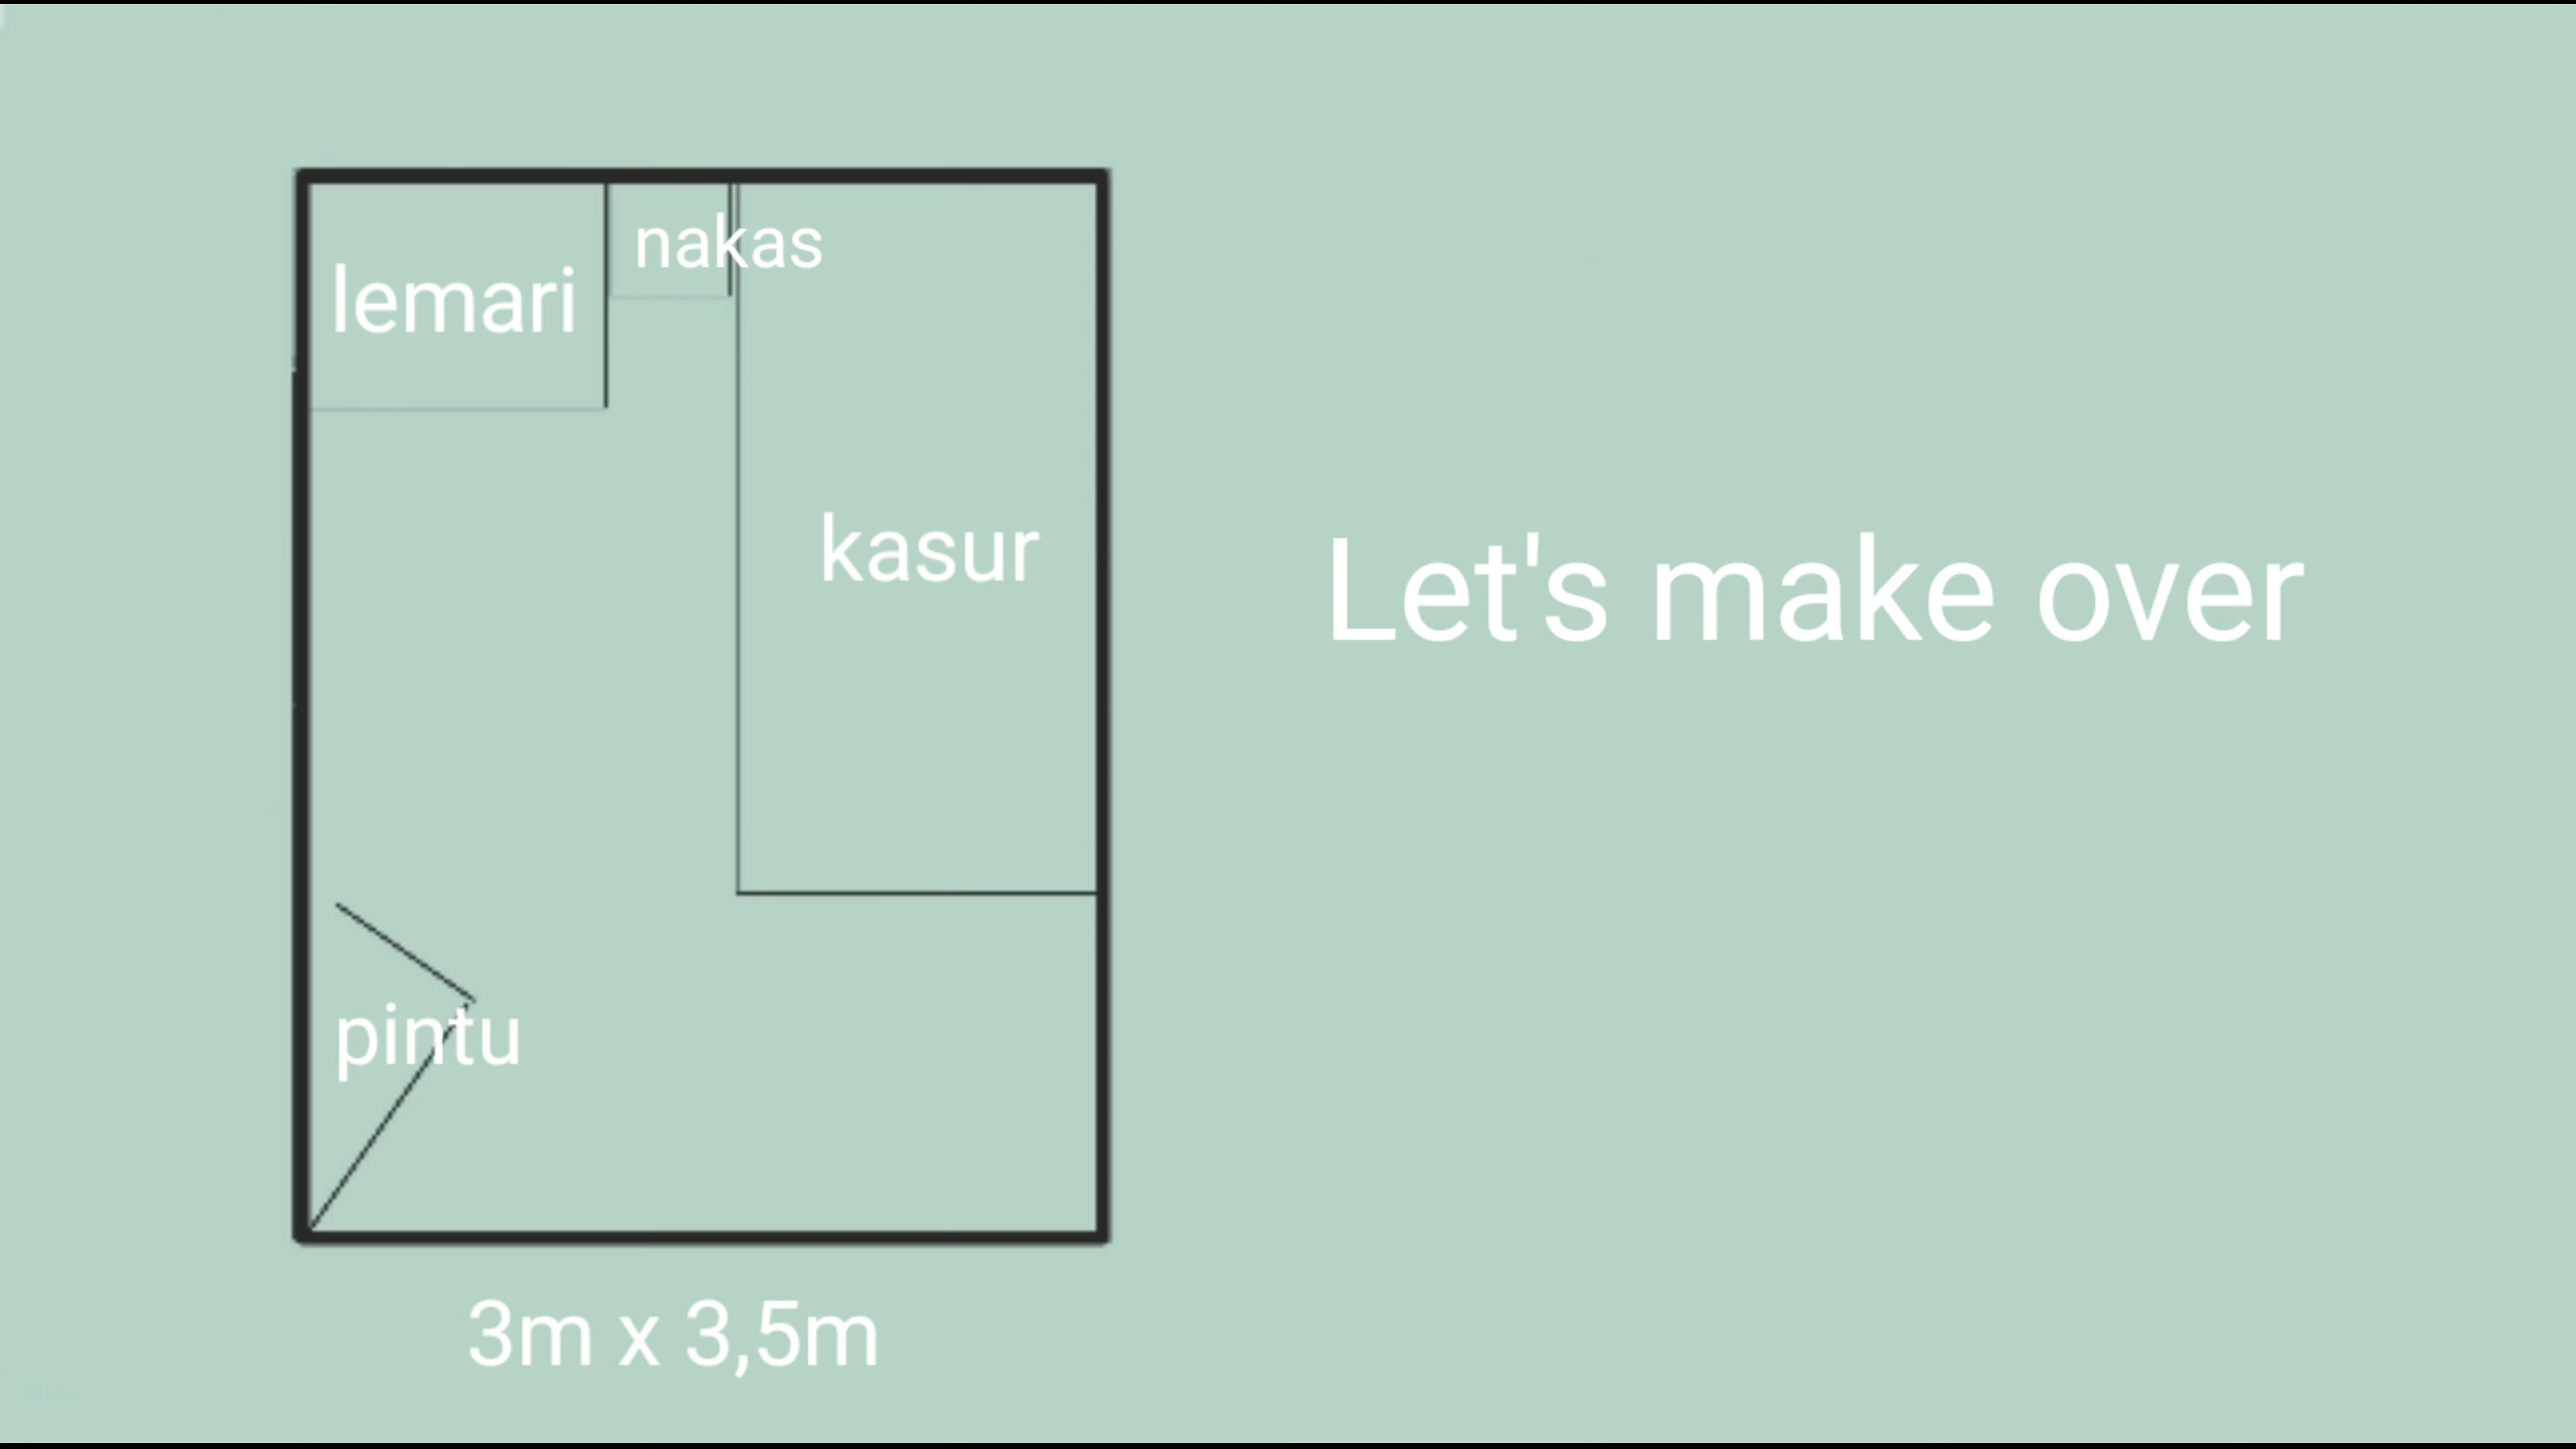 nakas
lemari
kasur
Let's make over
pintu
3m x 3,5m